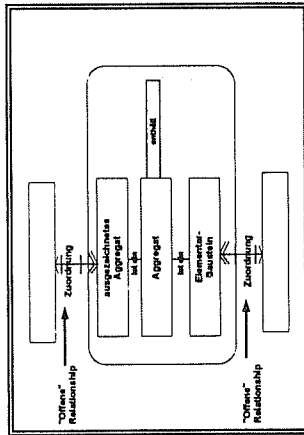 "Offene"
Relationship
Zuordnung
ausgezeichnetes
Aggregat
ist ein
Aggregat
enthält
ist ein
Elementar-
Baustein
"Offene"
Relationship
Zuordnung